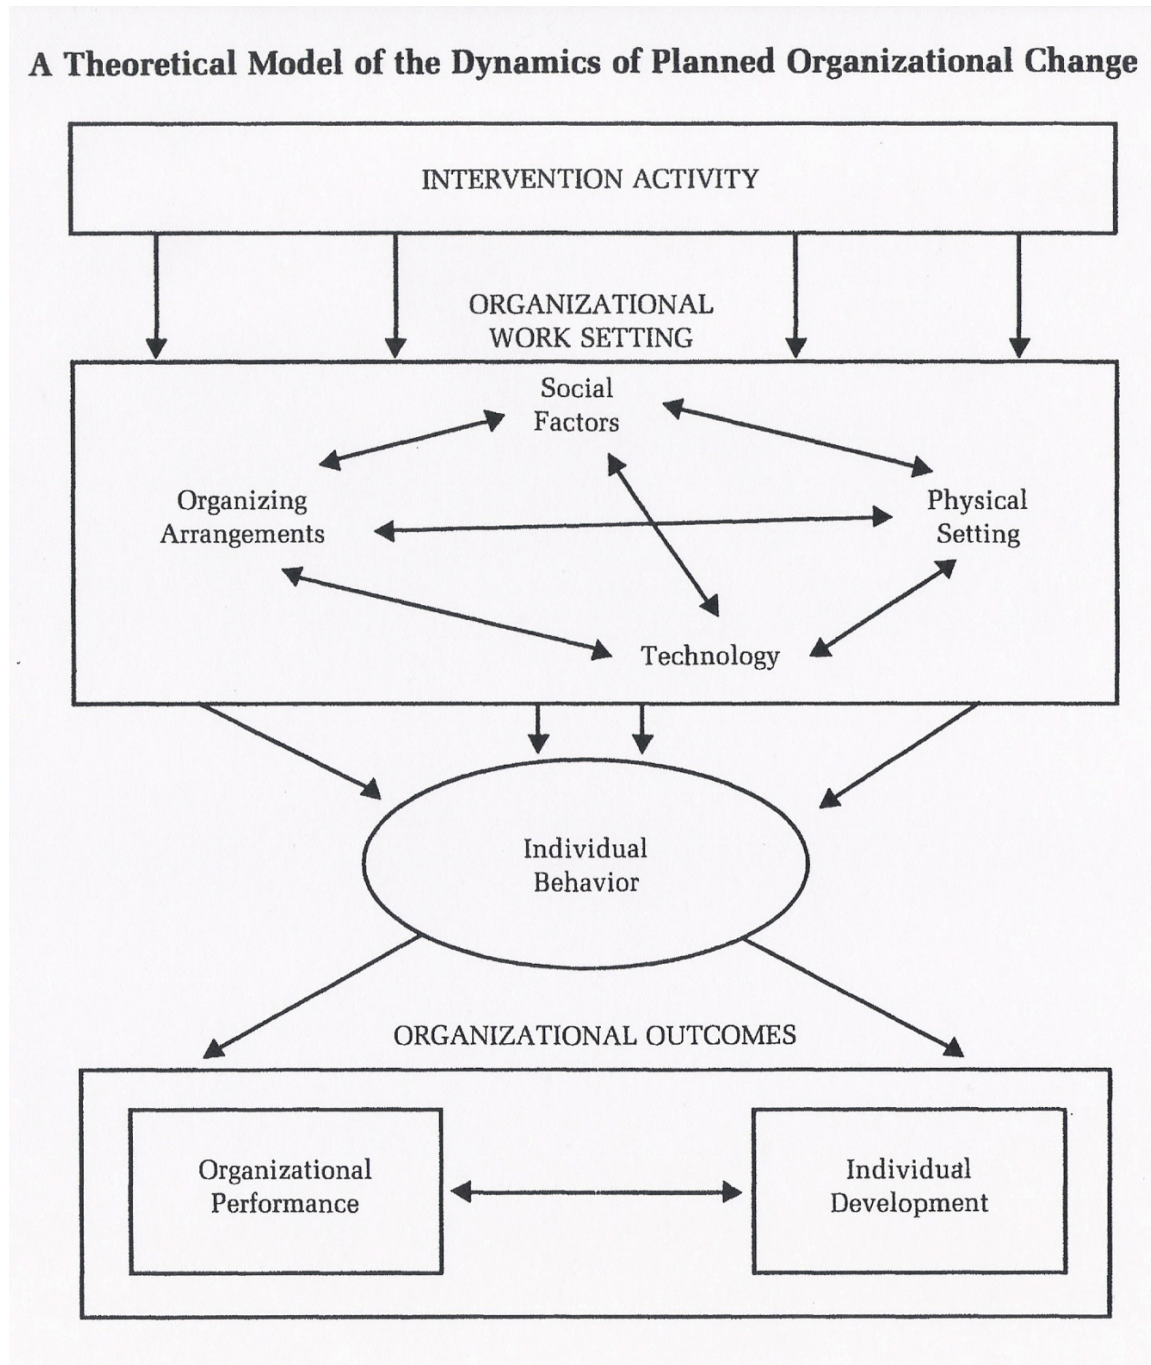 A Theoretical Model of the Dynamics of Planned Organizational Change
INTERVENTION ACTIVITY
ORGANIZATIONAL
WORK SETTING
Social
Factors
Organizing
Arrangements
Physical
Setting
Technology
Individual
Behavior
ORGANIZATIONAL OUTCOMES
Organizational
Performance
Individual
Development